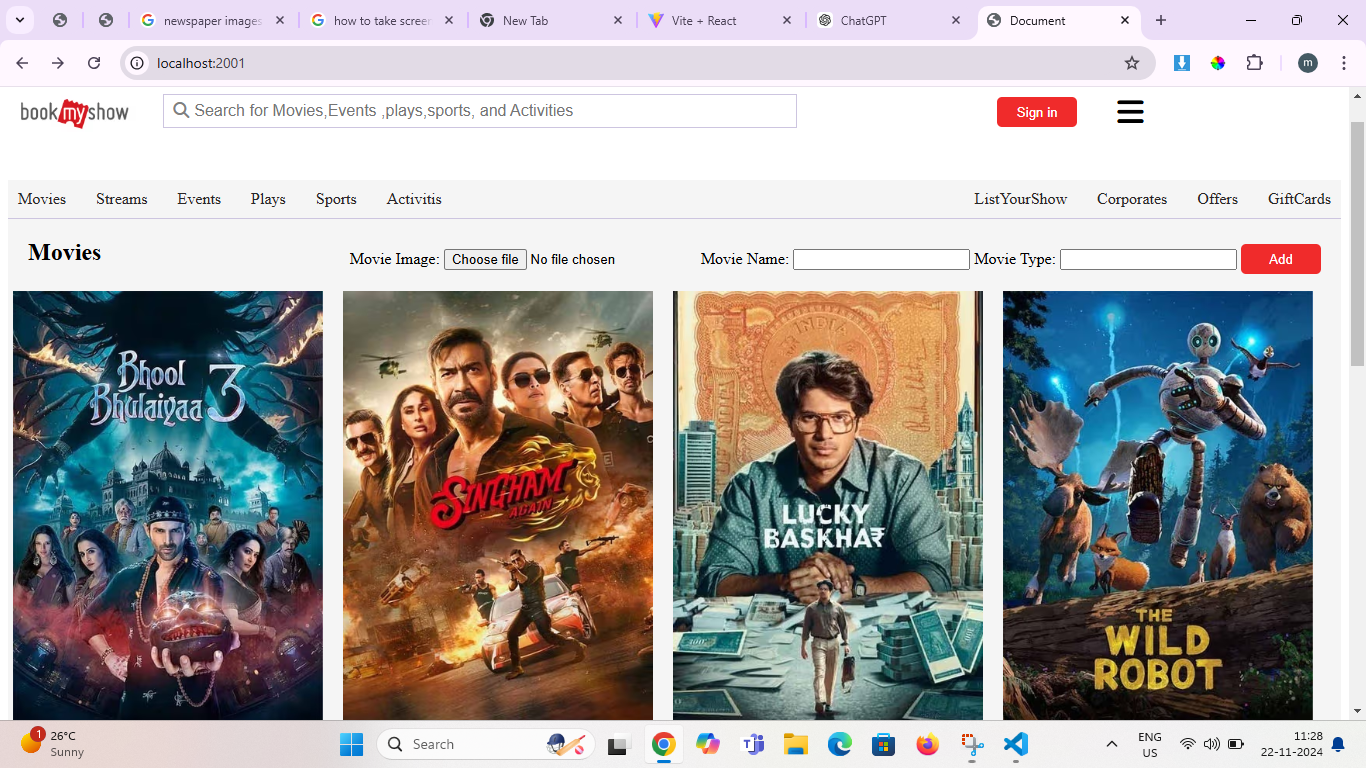 newspaper images
how to take screen
New Tab
Vite + React
ChatGPT
Document
localhost:2001
m
bookmyshow
Search for Movies,Events ,plays,sports, and Activities
Sign in
Movies Streams Events Plays Sports Activitis ListYourShow Corporates Offers GiftCards
Movies
Movie Image: Choose file No file chosen Movie Name: Movie Type: Add
Bhool
Bhulaiyaa 3
SINGHAM
AGAIN
INDIA
LUCKY
BASKHAR
THE
WILD
ROBOT
1
26°C
Sunny
Search
ENG
US
11:28
22-11-2024